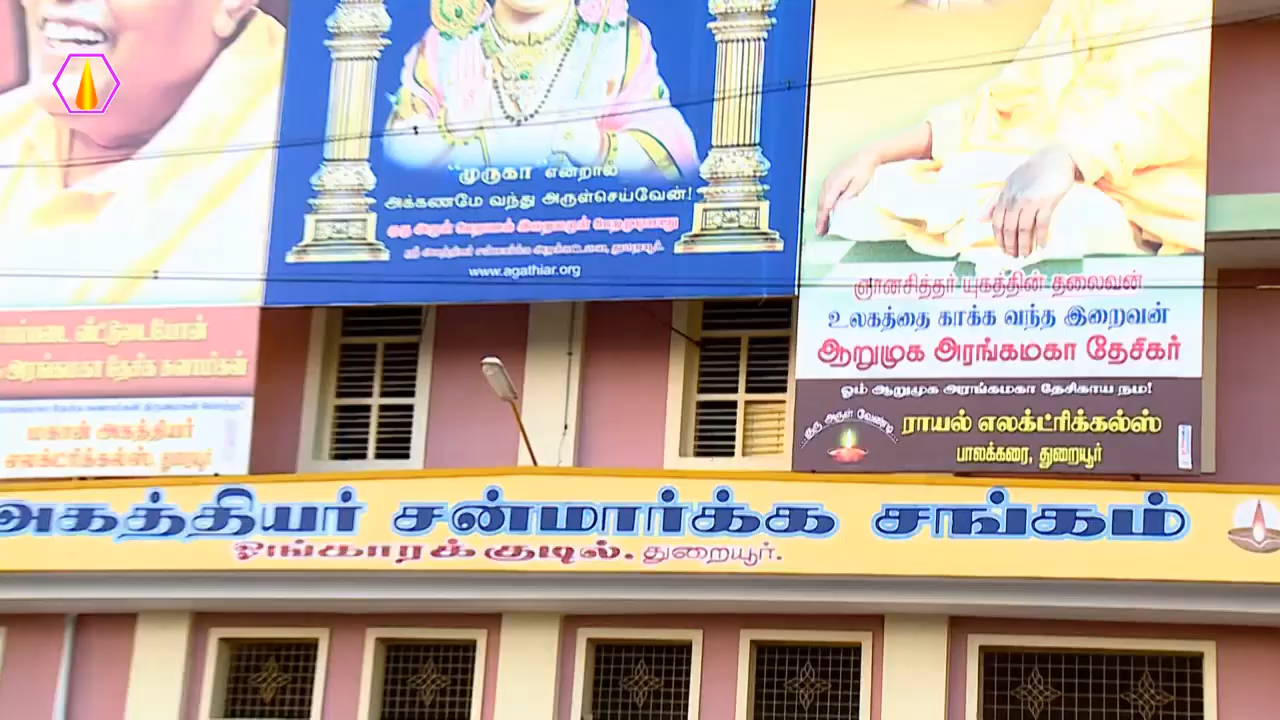 "முருகா" என்றால்
அக்கணமே வந்து அருள்செய்வேன்!
www.agathiar.org
ஞானசித்தர் யுகத்தின் தலைவன்
உலகத்தை காக்க வந்த இறைவன்
ஆறுமுக அரங்கமகா தேசிகர்
ஓம் ஆறுமுக அரங்கமகா தேசிகாய நம!
ராயல் எலக்ட்ரிக்கல்ஸ்
பாலக்கரை, துறையூர்
மகான் அகத்தியர்
எலக்ட்ரிக்கல்ஸ்,
அகத்தியர் சன்மார்க்க சங்கம்
ஓங்காரக் குடில். துறையூர்.